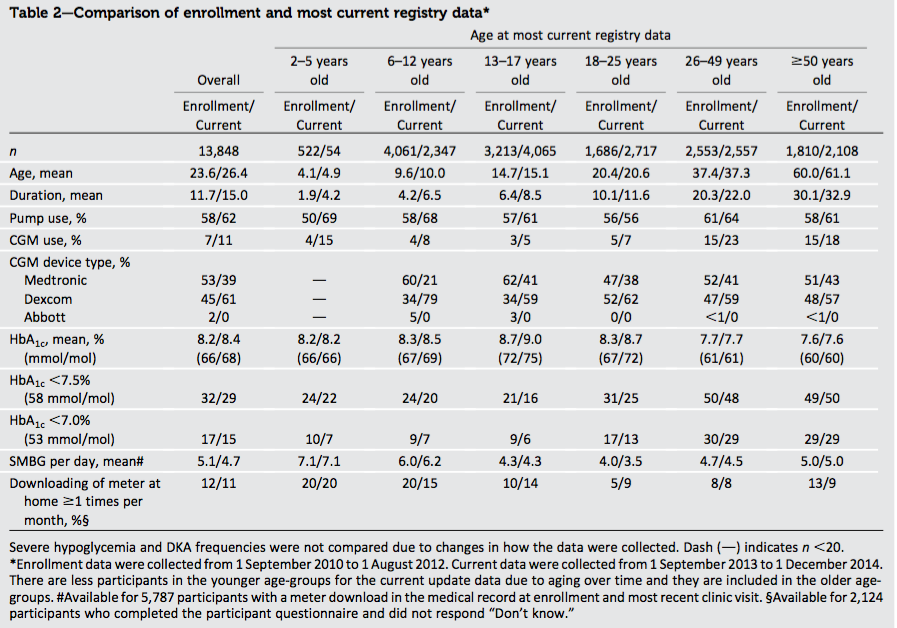 Table 2—Comparison of enrollment and most current registry data*
Age at most current registry data
Overall 2–5 years old 6–12 years old 13–17 years old 18–25 years old 26–49 years old ≥50 years old
Enrollment/Current Enrollment/Current Enrollment/Current Enrollment/Current Enrollment/Current Enrollment/Current Enrollment/Current
n 13,848 522/54 4,061/2,347 3,213/4,065 1,686/2,717 2,553/2,557 1,810/2,108
Age, mean 23.6/26.4 4.1/4.9 9.6/10.0 14.7/15.1 20.4/20.6 37.4/37.3 60.0/61.1
Duration, mean 11.7/15.0 1.9/4.2 4.2/6.5 6.4/8.5 10.1/11.6 20.3/22.0 30.1/32.9
Pump use, % 58/62 50/69 58/68 57/61 56/56 61/64 58/61
CGM use, % 7/11 4/15 4/8 3/5 5/7 15/23 15/18
CGM device type, %
Medtronic 53/39 — 60/21 62/41 47/38 52/41 51/43
Dexcom 45/61 — 34/79 34/59 52/62 47/59 48/57
Abbott 2/0 — 5/0 3/0 0/0 <1/0 <1/0
HbA1c, mean, % 8.2/8.4 8.2/8.2 8.3/8.5 8.7/9.0 8.3/8.7 7.7/7.7 7.6/7.6
(mmol/mol) (66/68) (66/66) (67/69) (72/75) (67/72) (61/61) (60/60)
HbA1c <7.5%
(58 mmol/mol) 32/29 24/22 24/20 21/16 31/25 50/48 49/50
HbA1c <7.0%
(53 mmol/mol) 17/15 10/7 9/7 9/6 17/13 30/29 29/29
SMBG per day, mean# 5.1/4.7 7.1/7.1 6.0/6.2 4.3/4.3 4.0/3.5 4.7/4.5 5.0/5.0
Downloading of meter at 12/11 20/20 20/15 10/14 5/9 8/8 13/9
home ≥1 times per
month, %§
Severe hypoglycemia and DKA frequencies were not compared due to changes in how the data were collected. Dash (—) indicates n <20.
*Enrollment data were collected from 1 September 2010 to 1 August 2012. Current data were collected from 1 September 2013 to 1 December 2014.
There are less participants in the younger age-groups for the current update data due to aging over time and they are included in the older age-
groups. #Available for 5,787 participants with a meter download in the medical record at enrollment and most recent clinic visit. §Available for 2,124
participants who completed the participant questionnaire and did not respond “Don’t know.”